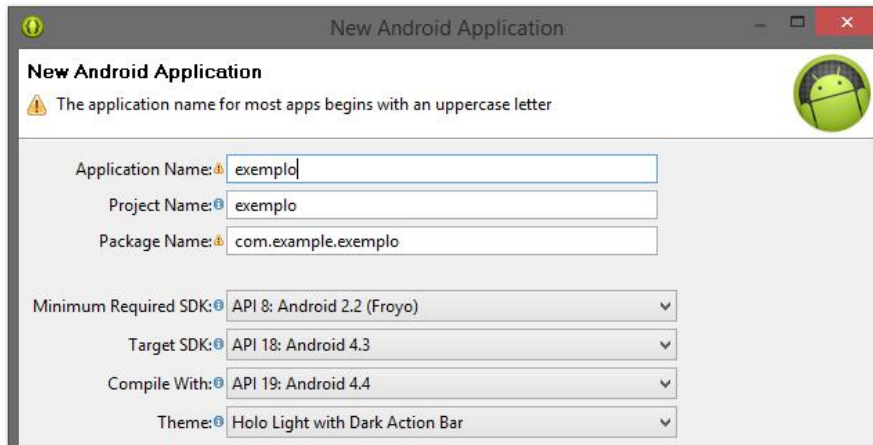 New Android Application
New Android Application
The application name for most apps begins with an uppercase letter
Application Name: exemplo
Project Name: exemplo
Package Name: com.example.exemplo
Minimum Required SDK: API 8: Android 2.2 (Froyo)
Target SDK: API 18: Android 4.3
Compile With: API 19: Android 4.4
Theme: Holo Light with Dark Action Bar